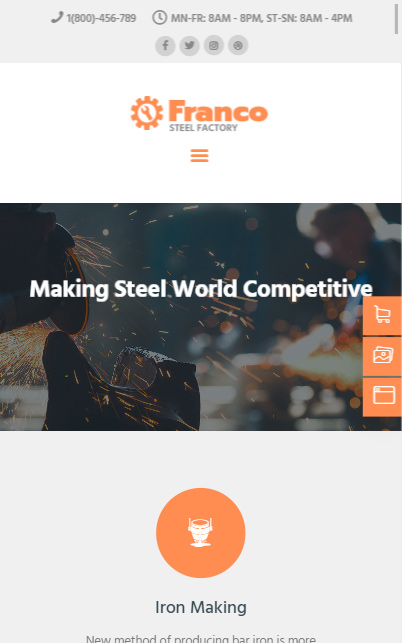 1(800)-456-789 MN-FR: 8AM - 8PM, ST-SN: 8AM - 4PM
Franco
STEEL FACTORY
Making Steel World Competitive
Iron Making
New method of producing bar iron is more